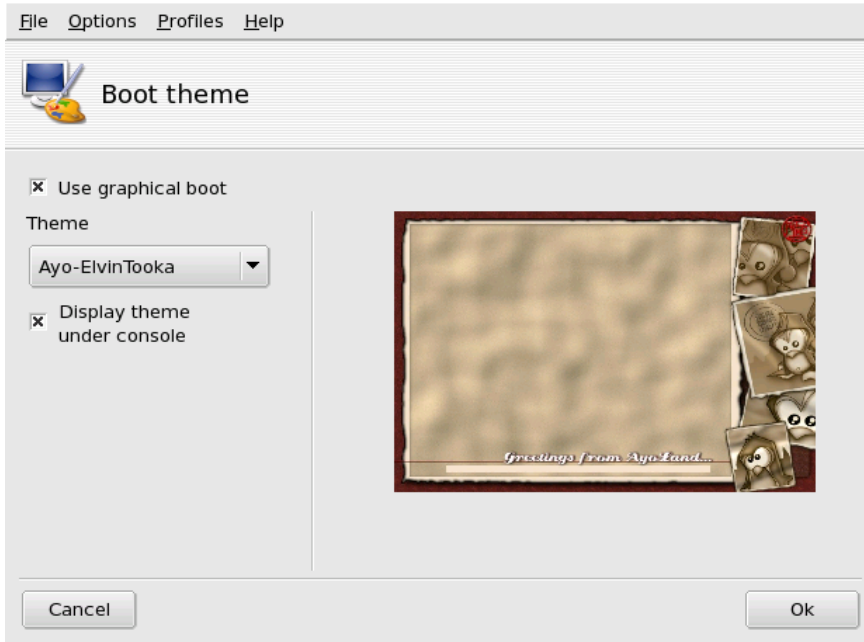 File Options Profiles Help
Boot theme
Use graphical boot
Theme
Ayo-ElvinTooka
Display theme
under console
Greetings from AyoLand...
Cancel
Ok